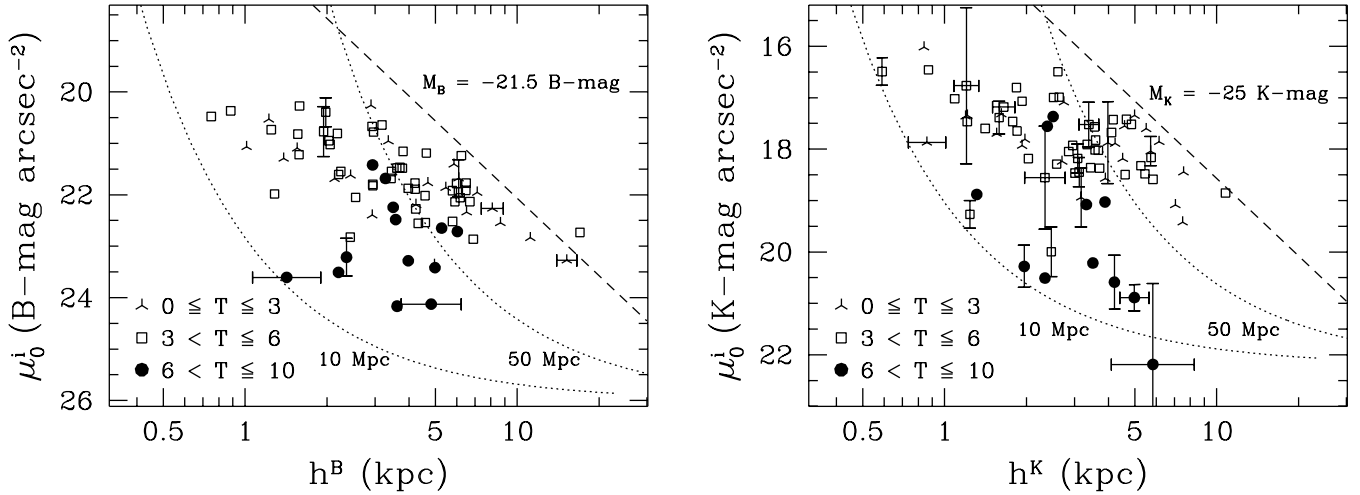 μ₀ⁱ (B-mag arcsec⁻²)
20
22
24
26
M_B = −21.5 B-mag
0 ≦ T ≦ 3
3 < T ≦ 6
6 < T ≦ 10
10 Mpc
50 Mpc
0.5 1 5 10
hᴮ (kpc)
μ₀ⁱ (K-mag arcsec⁻²)
16
18
20
22
M_K = −25 K-mag
0 ≦ T ≦ 3
3 < T ≦ 6
6 < T ≦ 10
10 Mpc
50 Mpc
0.5 1 5 10
hᴷ (kpc)